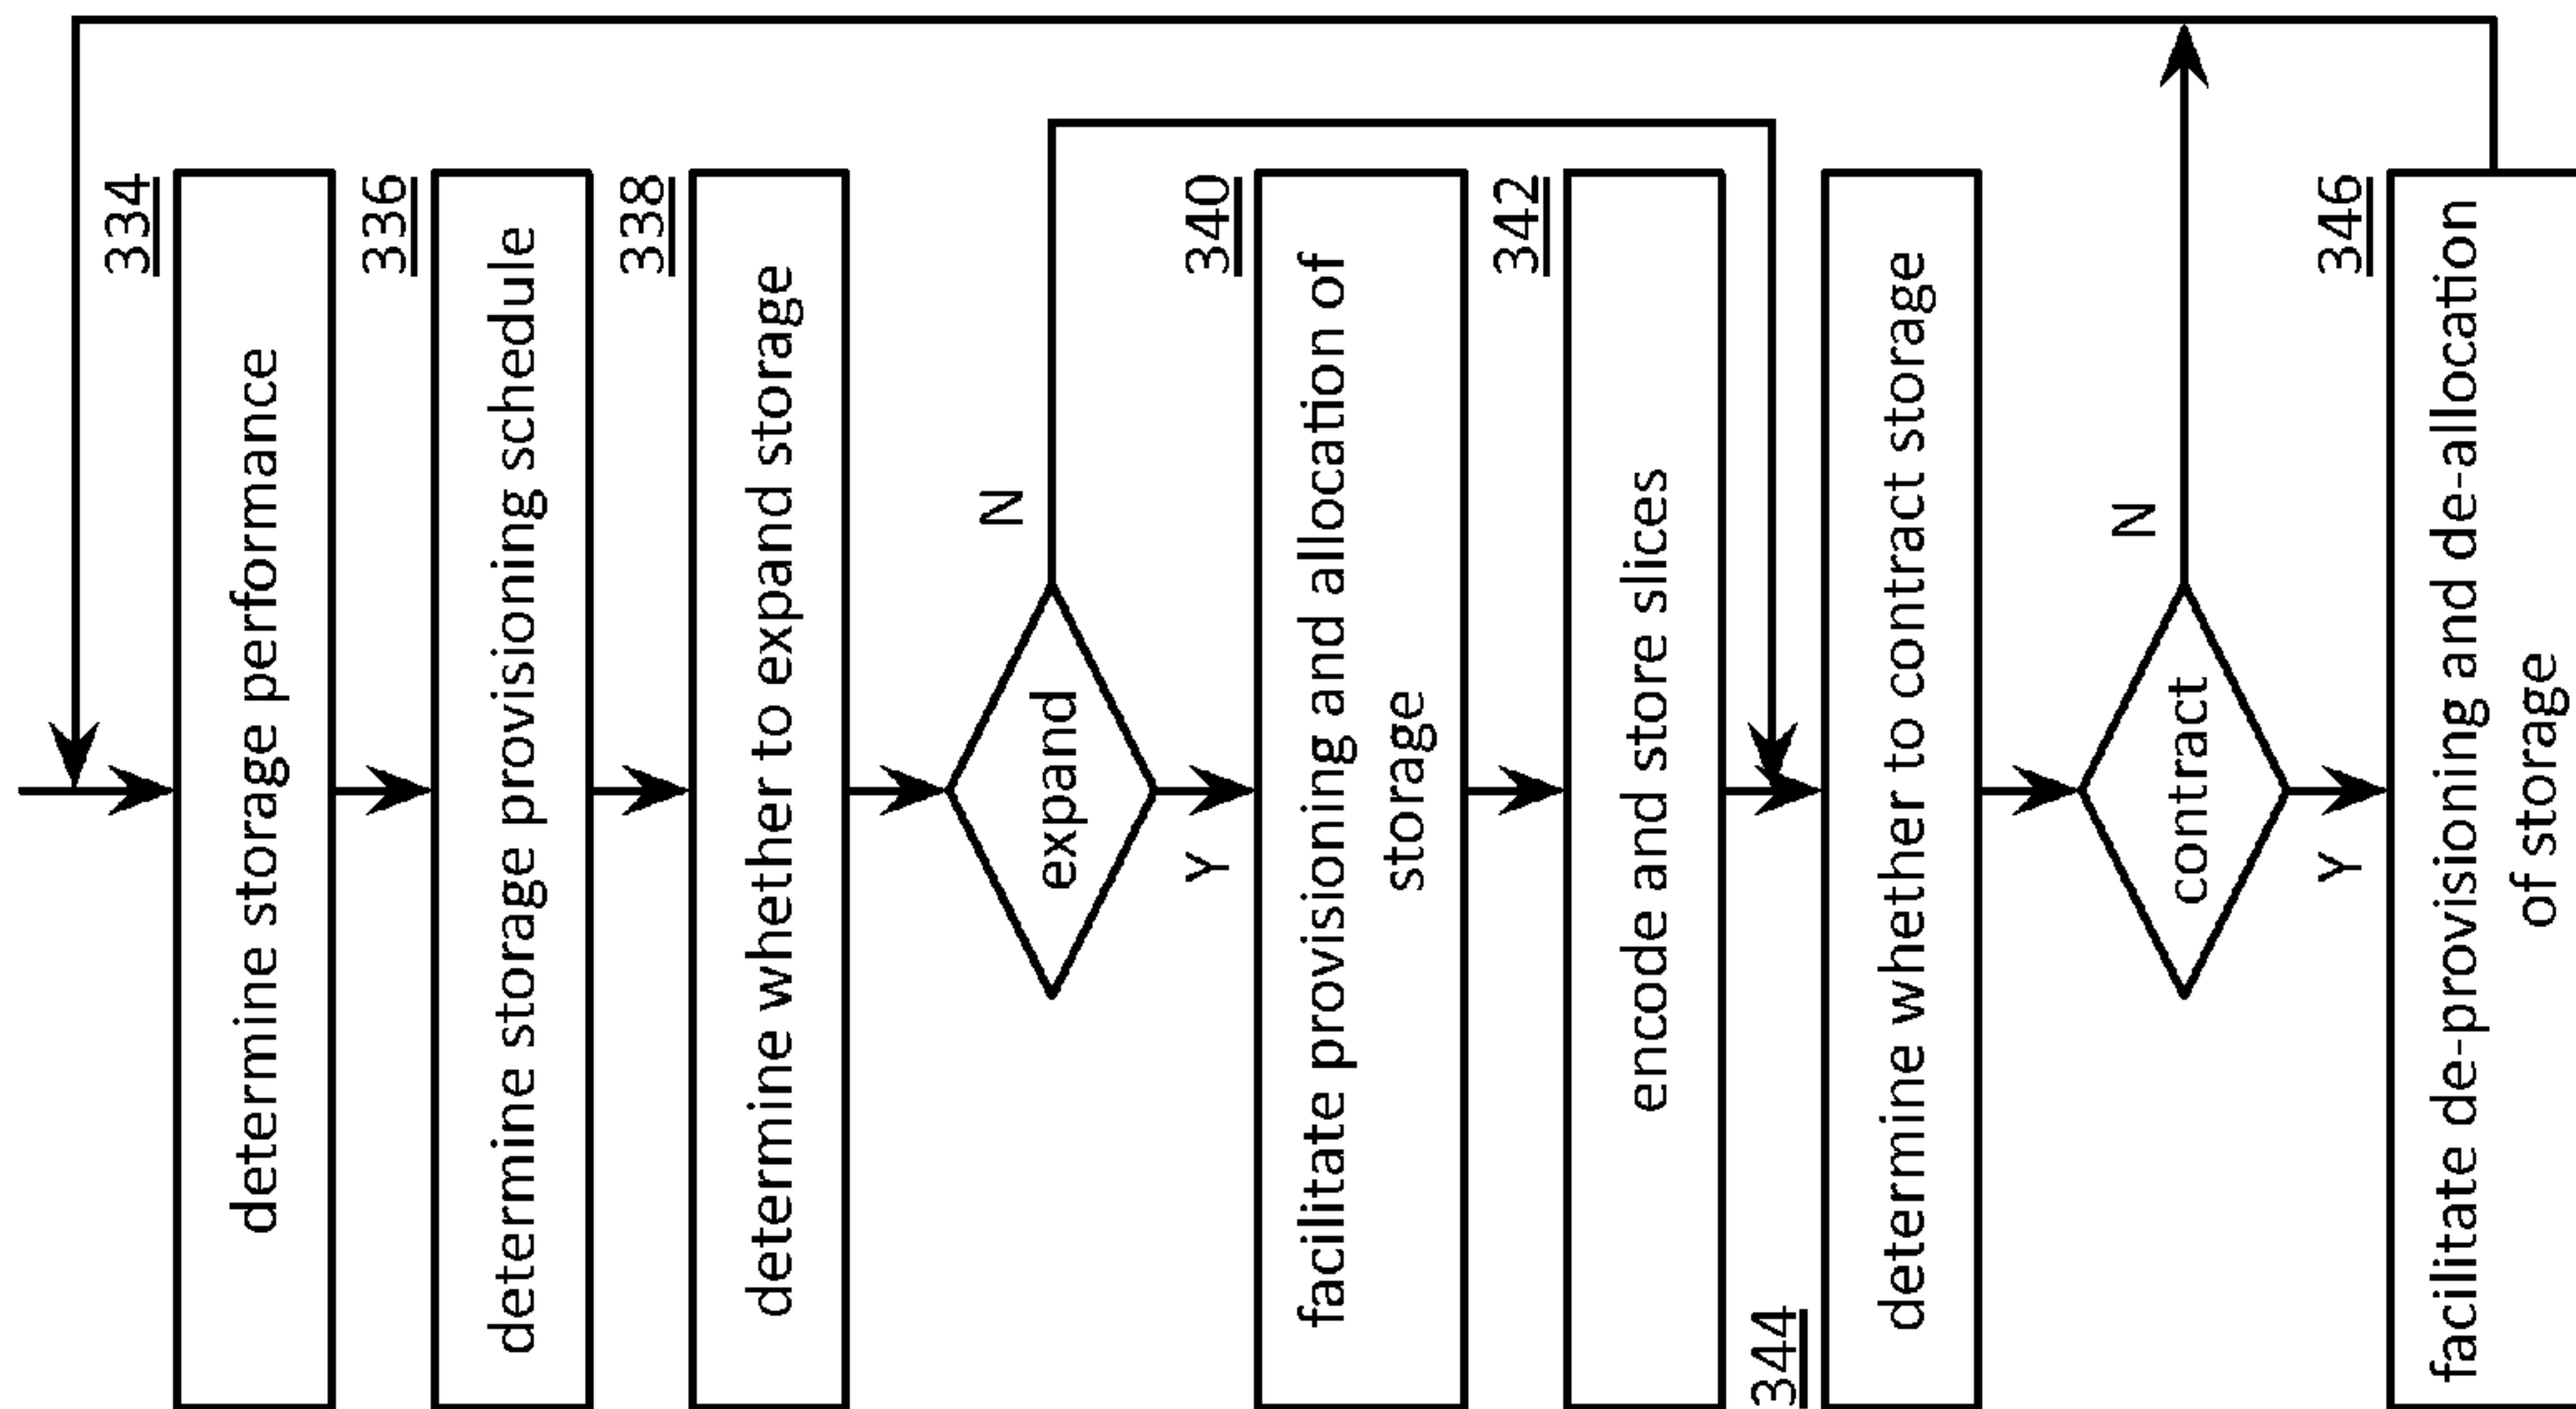 334
determine storage performance
336
determine storage provisioning schedule
338
determine whether to expand storage
expand
N
Y
340
facilitate provisioning and allocation of
storage
342
encode and store slices
344
determine whether to contract storage
contract
N
Y
346
facilitate de-provisioning and de-allocation
of storage